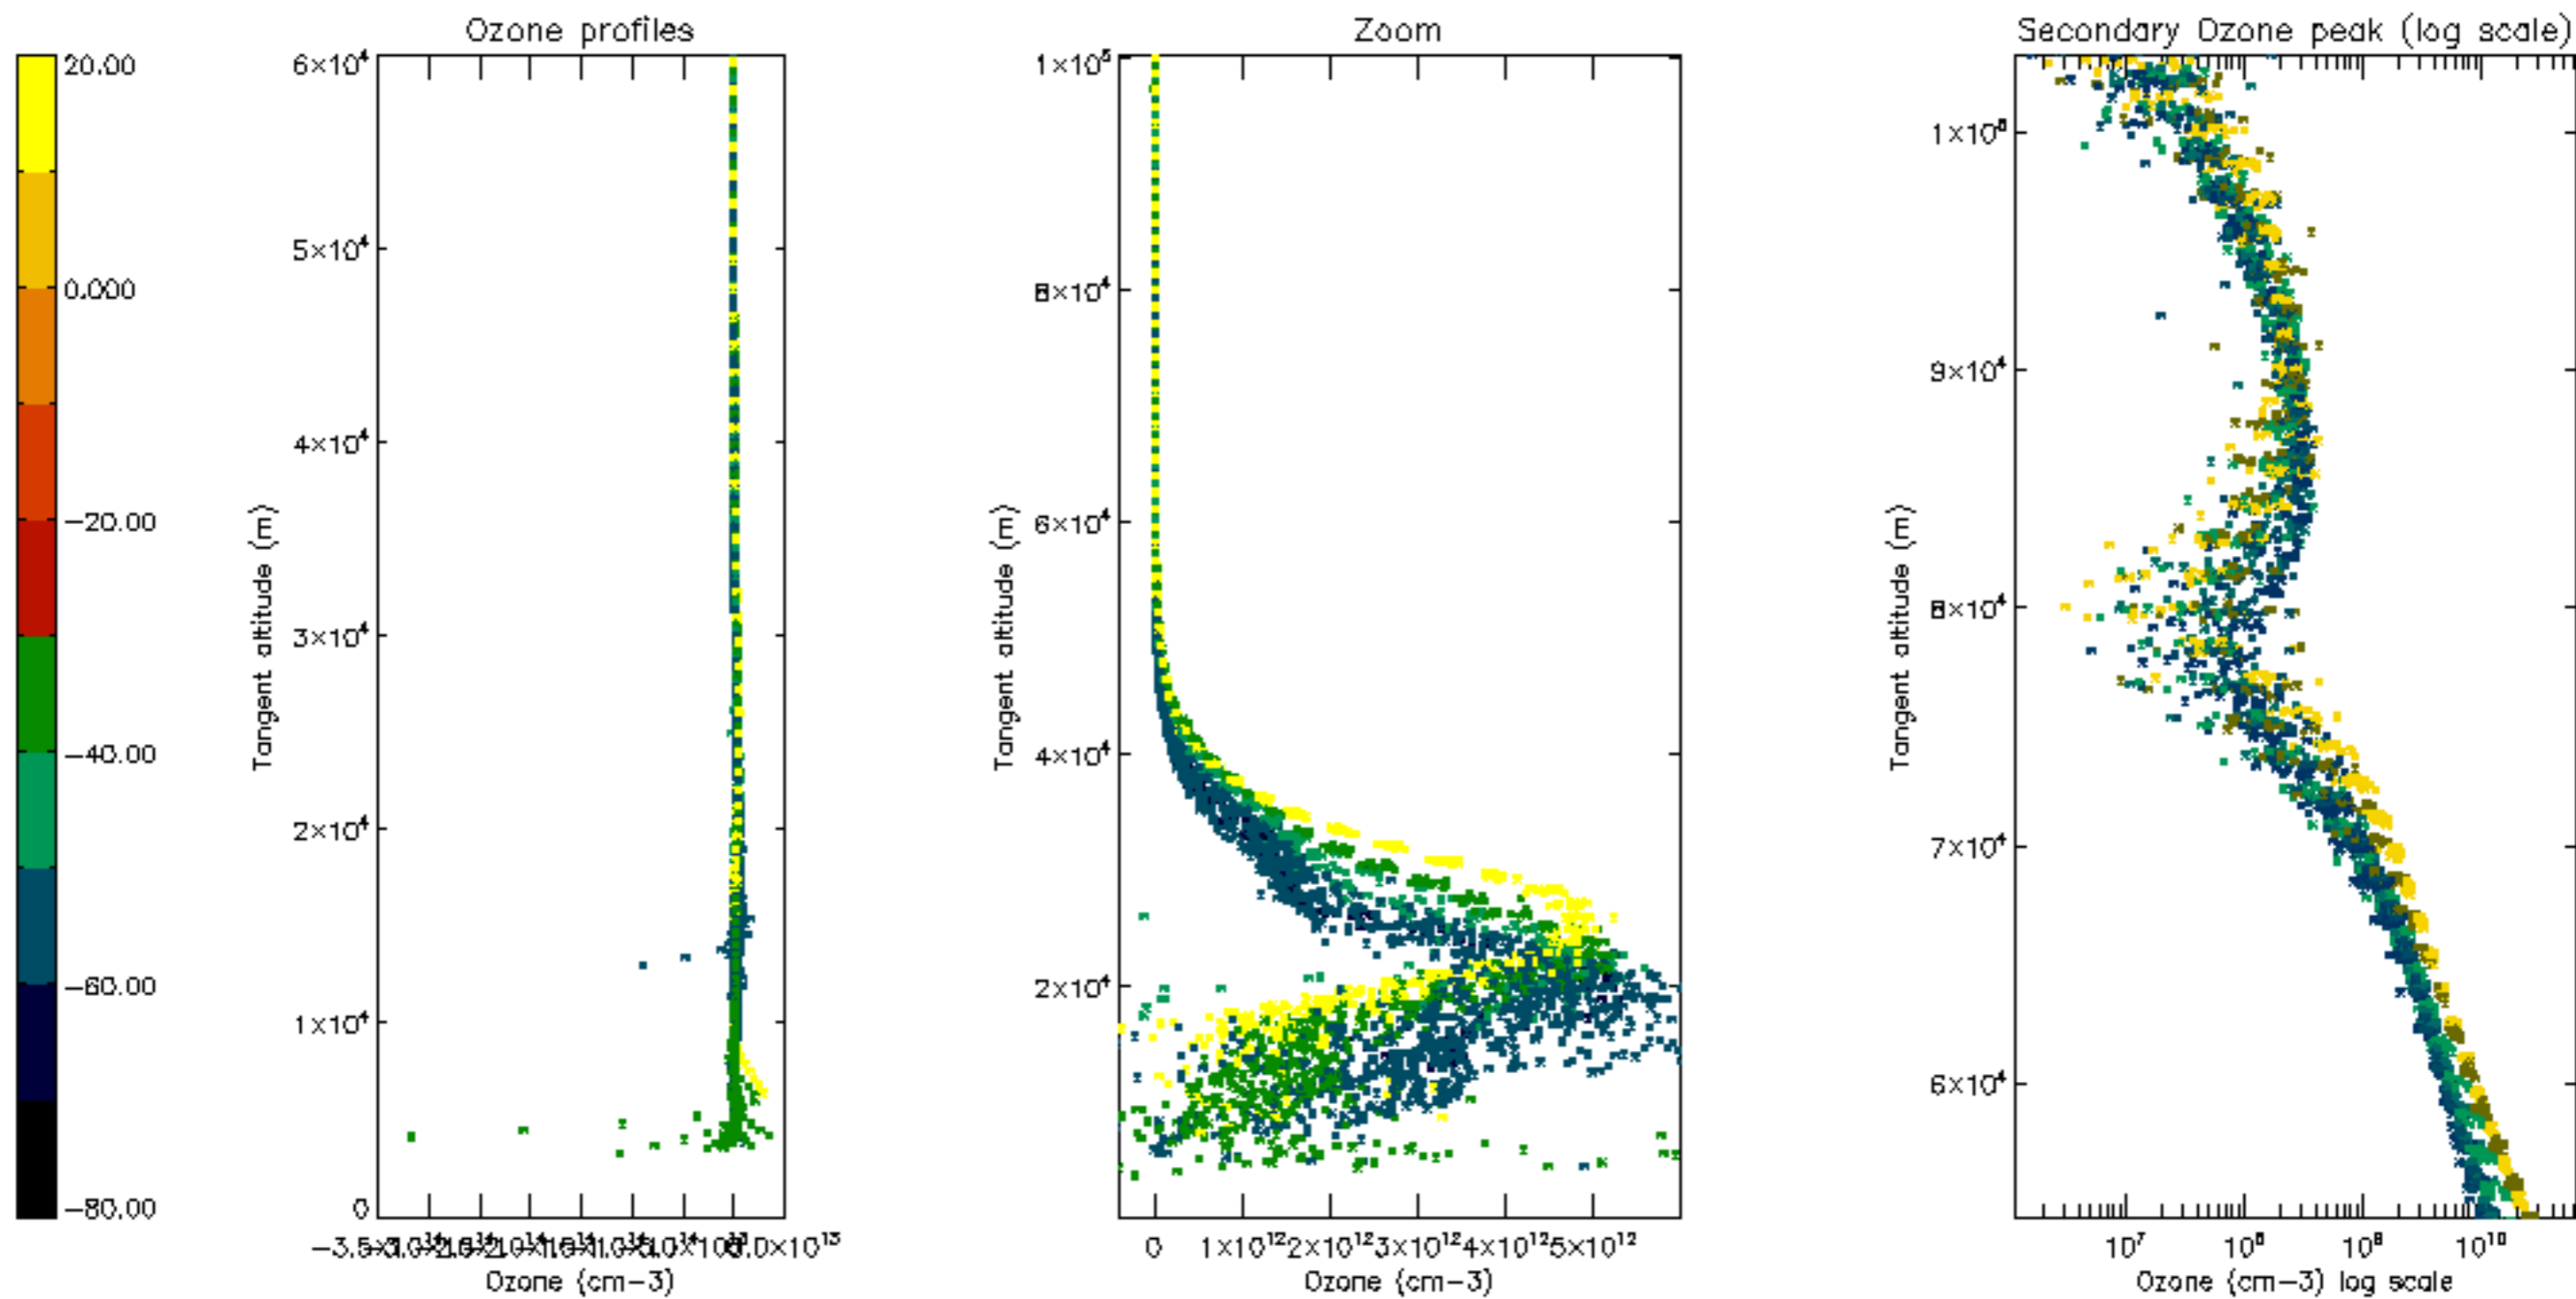 Ozone profiles
Zoom
Secondary Ozone peak (log scale)
20.00
0.000
−20.00
−40.00
−60.00
−80.00
6×10⁴
5×10⁴
4×10⁴
3×10⁴
2×10⁴
1×10⁴
0
Tangent altitude (m)
5.0×10¹³
Ozone (cm−3)
1×10⁵
8×10⁴
6×10⁴
4×10⁴
2×10⁴
Tangent altitude (m)
0 1×10¹² 2×10¹² 3×10¹² 4×10¹² 5×10¹²
Ozone (cm−3)
9×10⁴
8×10⁴
7×10⁴
6×10⁴
Tangent altitude (m)
10⁷ 10⁸ 10⁹ 10¹⁰
Ozone (cm−3) log scale